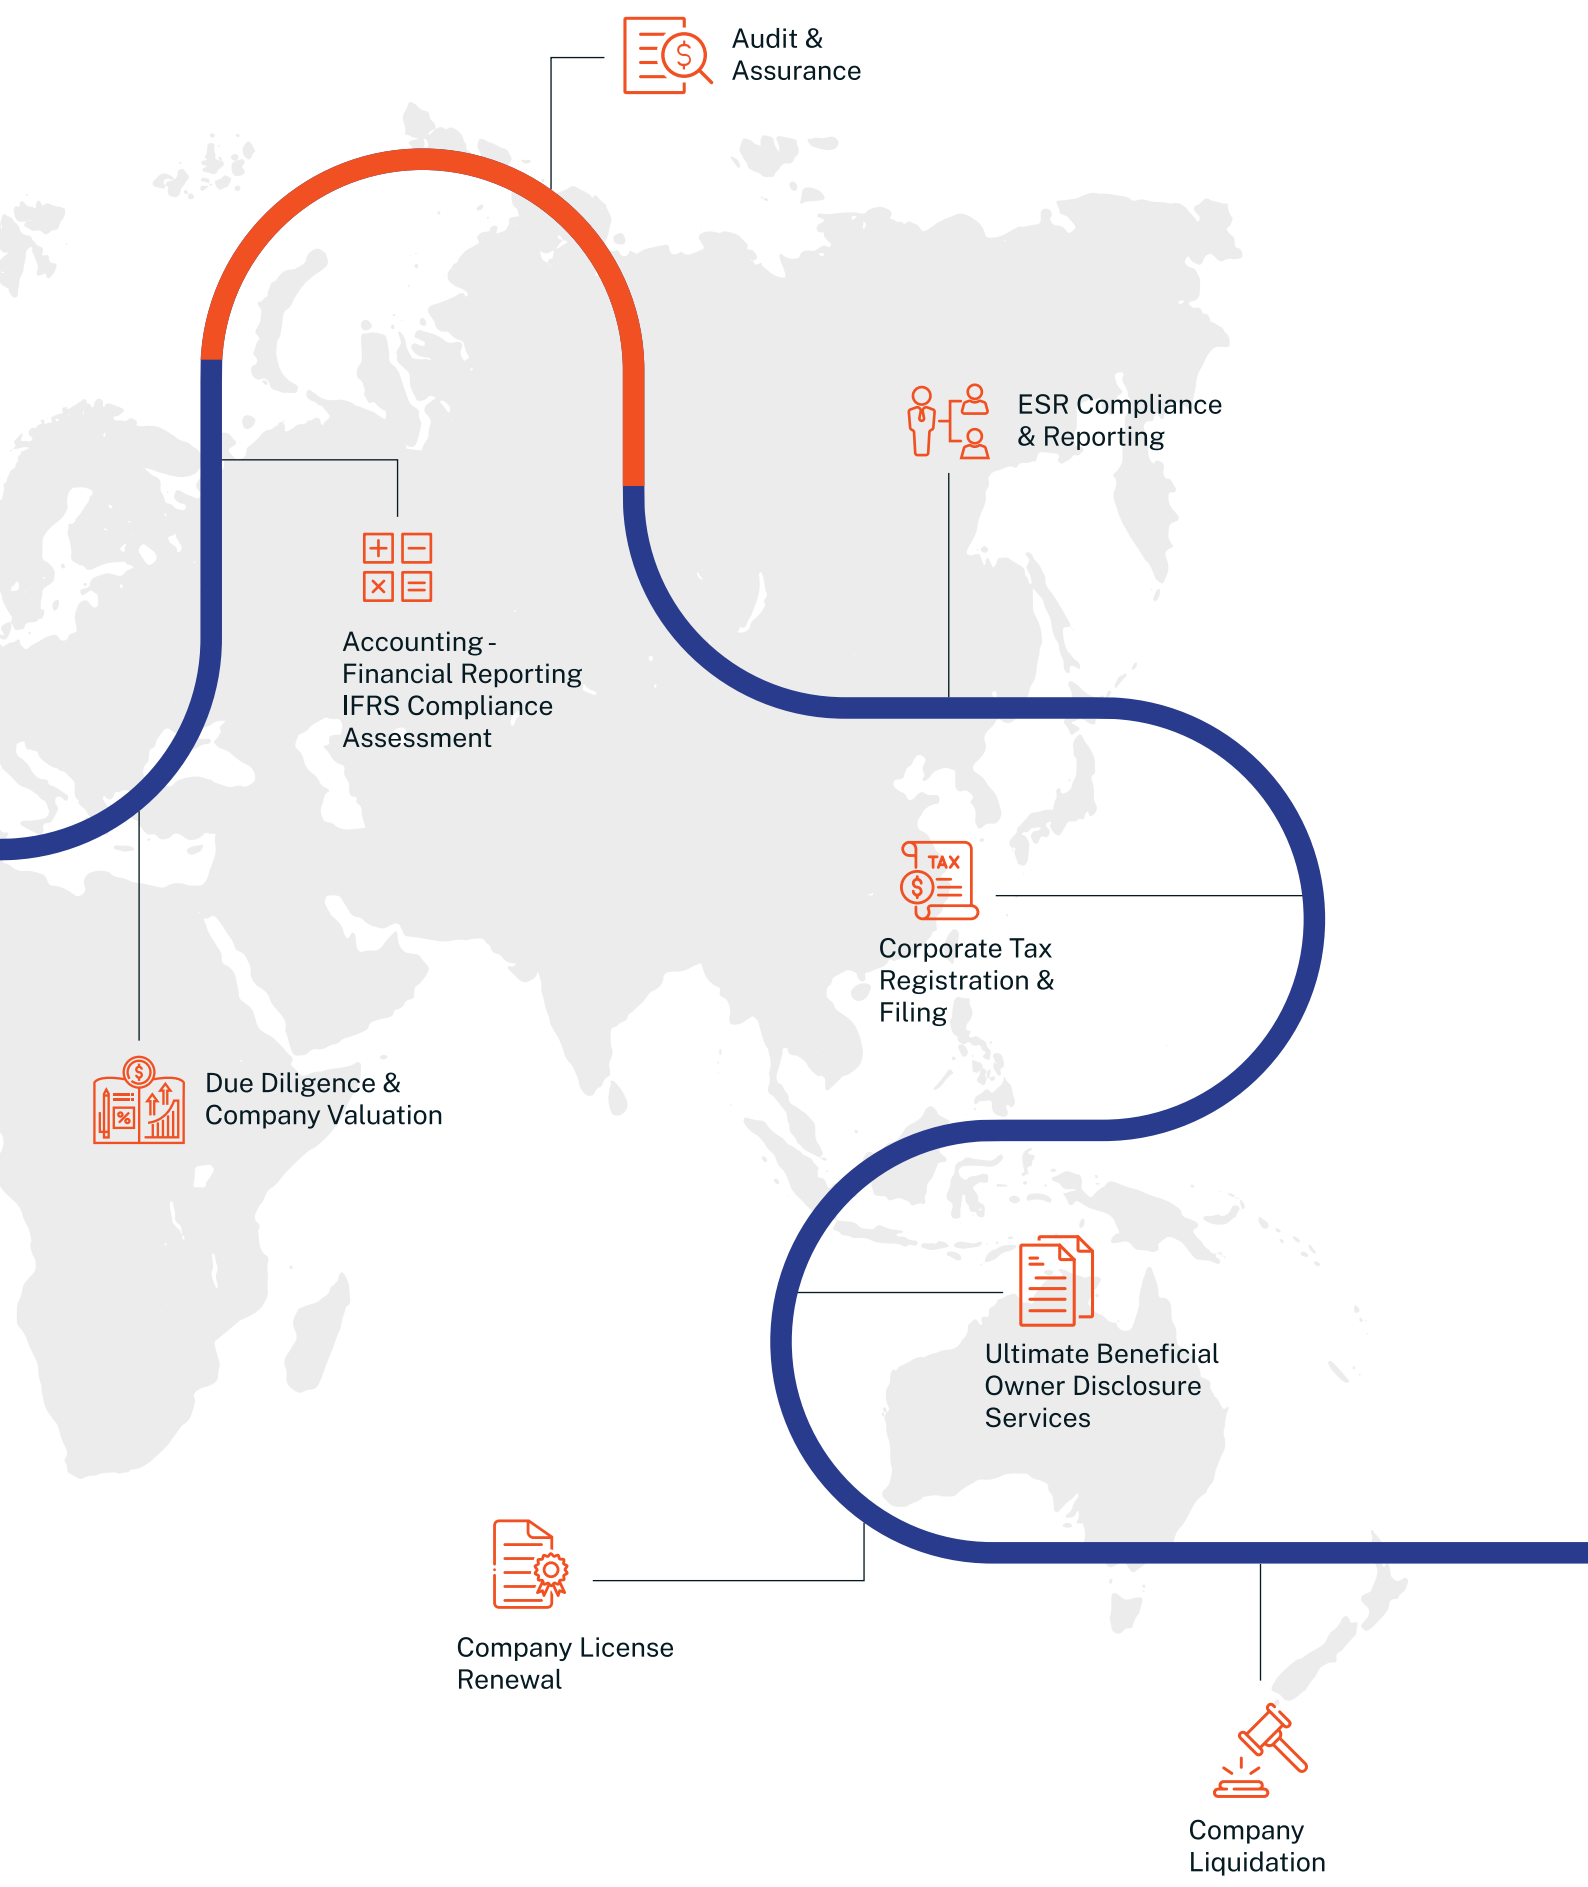 Audit &
Assurance
ESR Compliance
& Reporting
Accounting -
Financial Reporting
IFRS Compliance
Assessment
TAX
Corporate Tax
Registration &
Filing
Due Diligence &
Company Valuation
Ultimate Beneficial
Owner Disclosure
Services
Company License
Renewal
Company
Liquidation